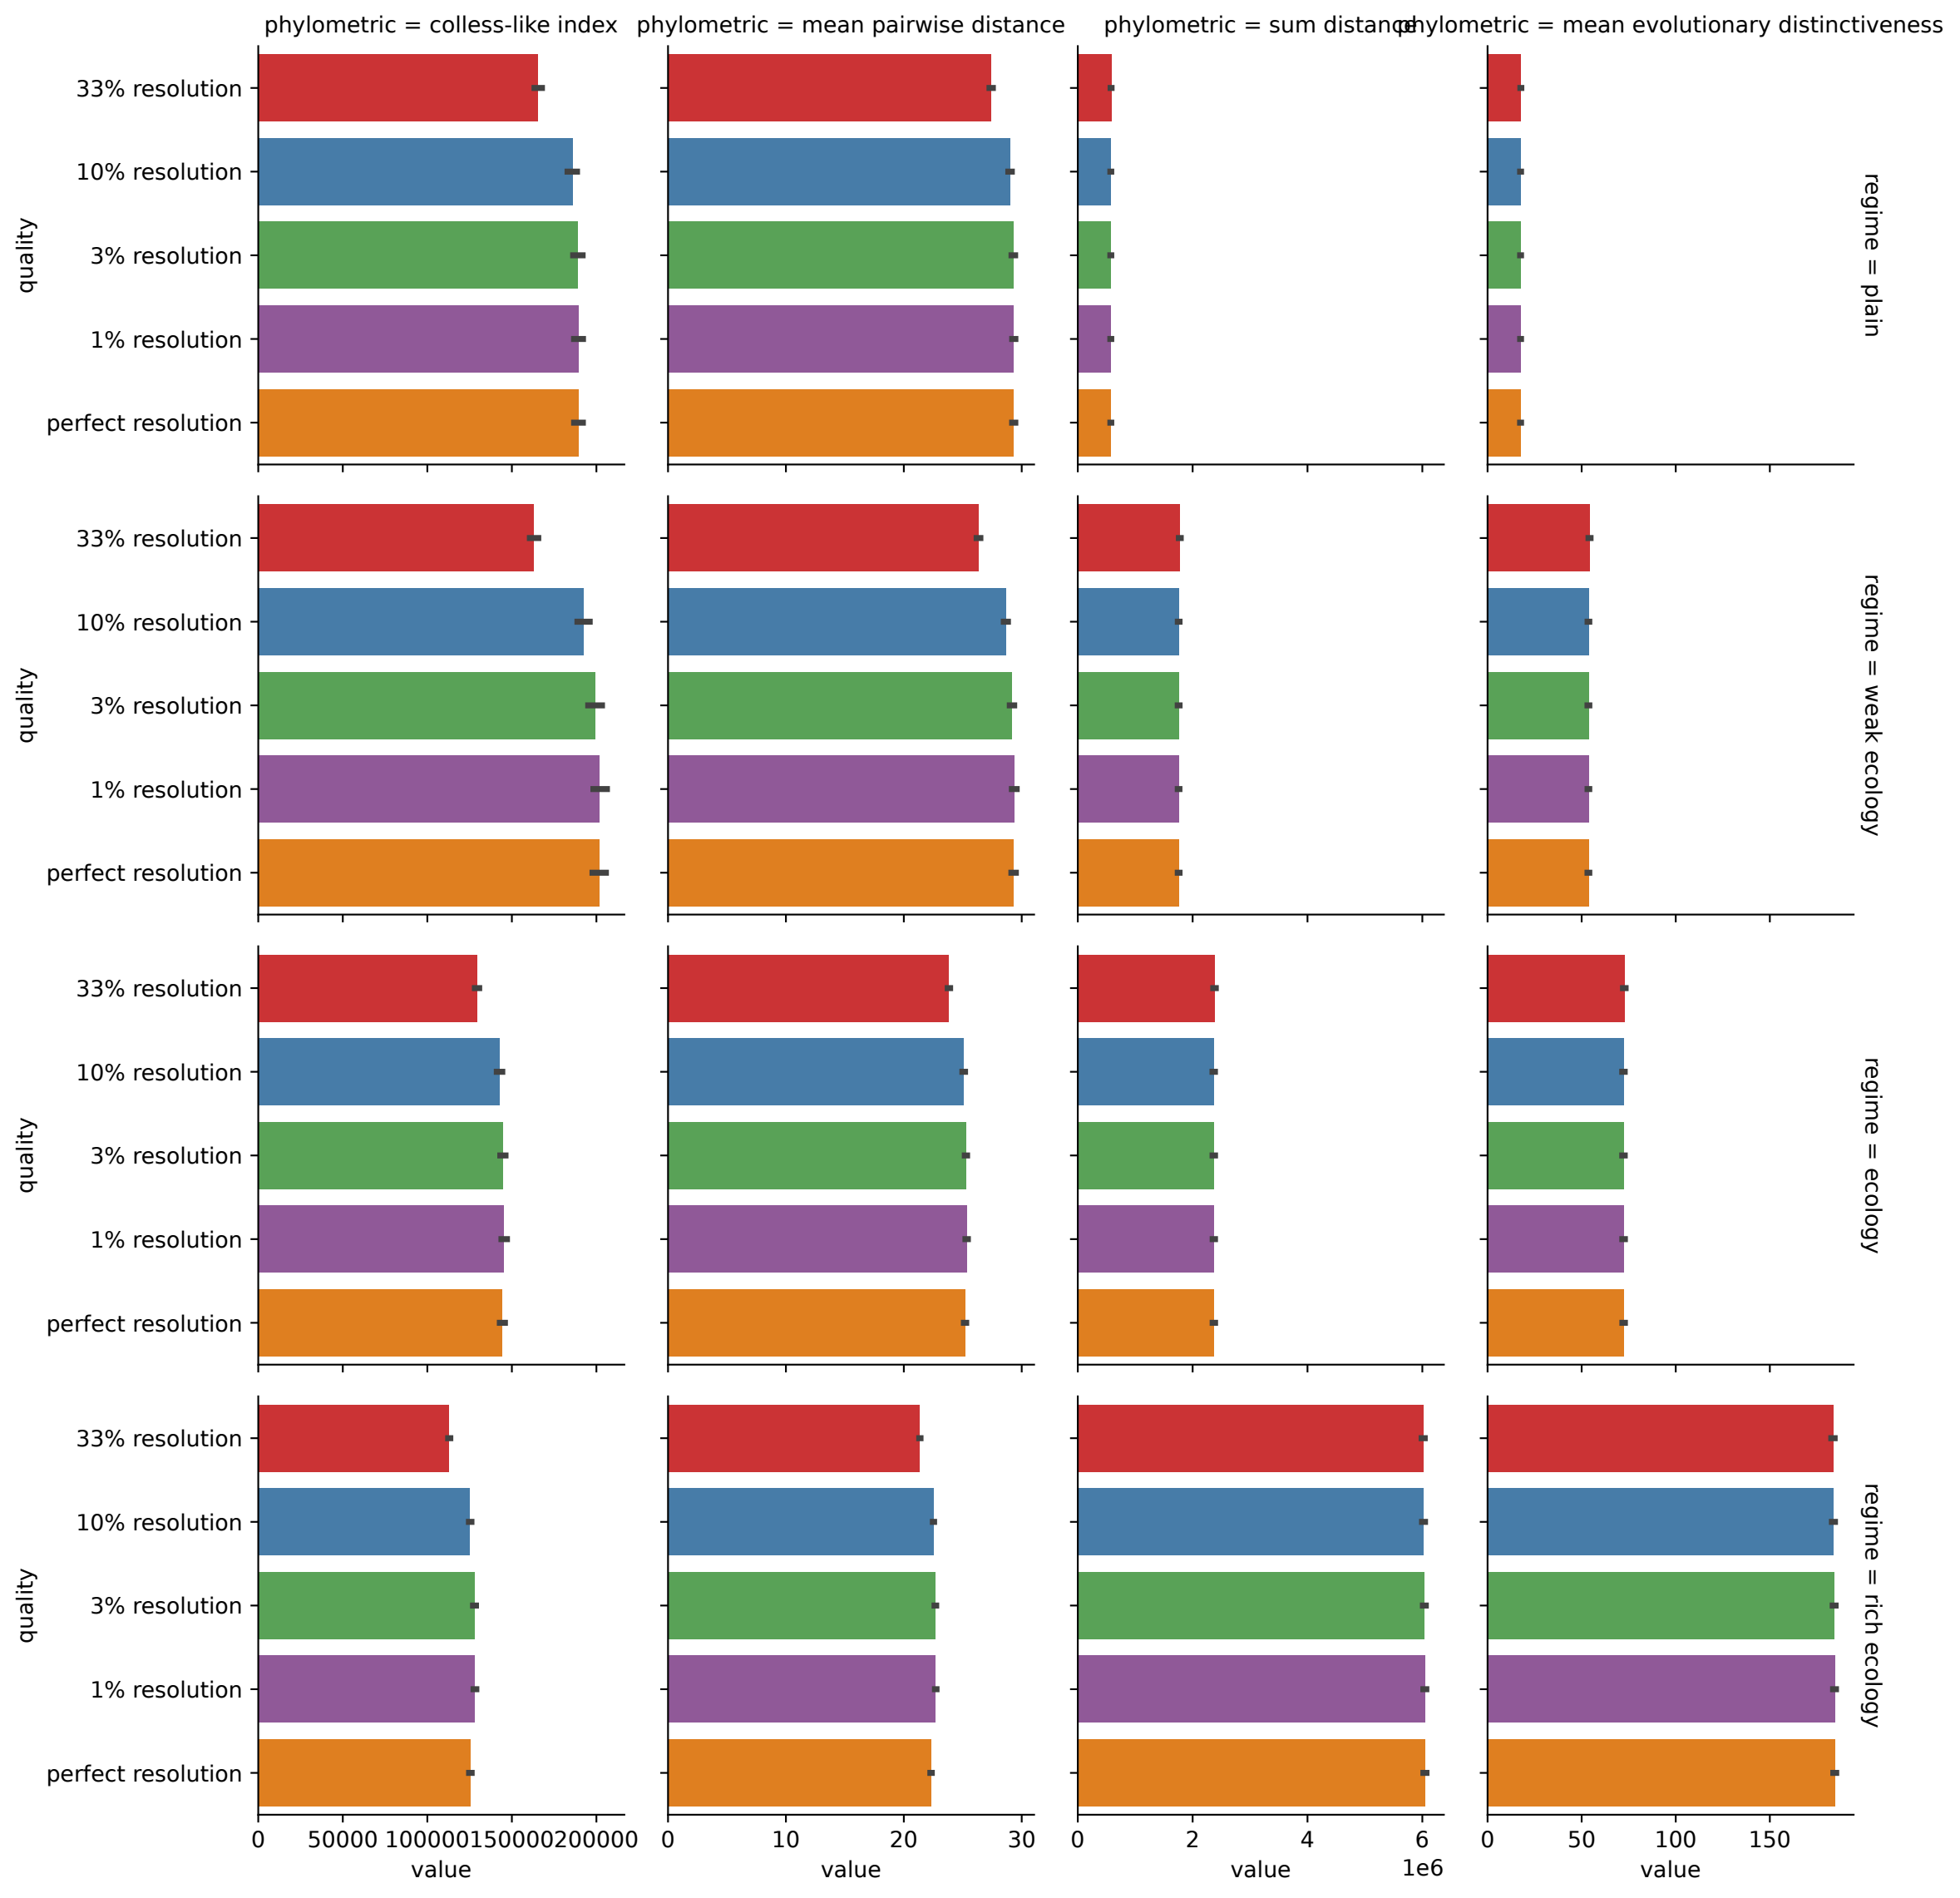 phylometric = colless-like index
phylometric = mean pairwise distance
phylometric = sum distance
phylometric = mean evolutionary distinctiveness
quality
33% resolution
10% resolution
3% resolution
1% resolution
perfect resolution
regime = plain
quality
33% resolution
10% resolution
3% resolution
1% resolution
perfect resolution
regime = weak ecology
quality
33% resolution
10% resolution
3% resolution
1% resolution
perfect resolution
regime = ecology
quality
33% resolution
10% resolution
3% resolution
1% resolution
perfect resolution
regime = rich ecology
0 50000 100000 150000 200000
value
0 10 20 30
value
0 2 4 6
1e6
value
0 50 100 150
value